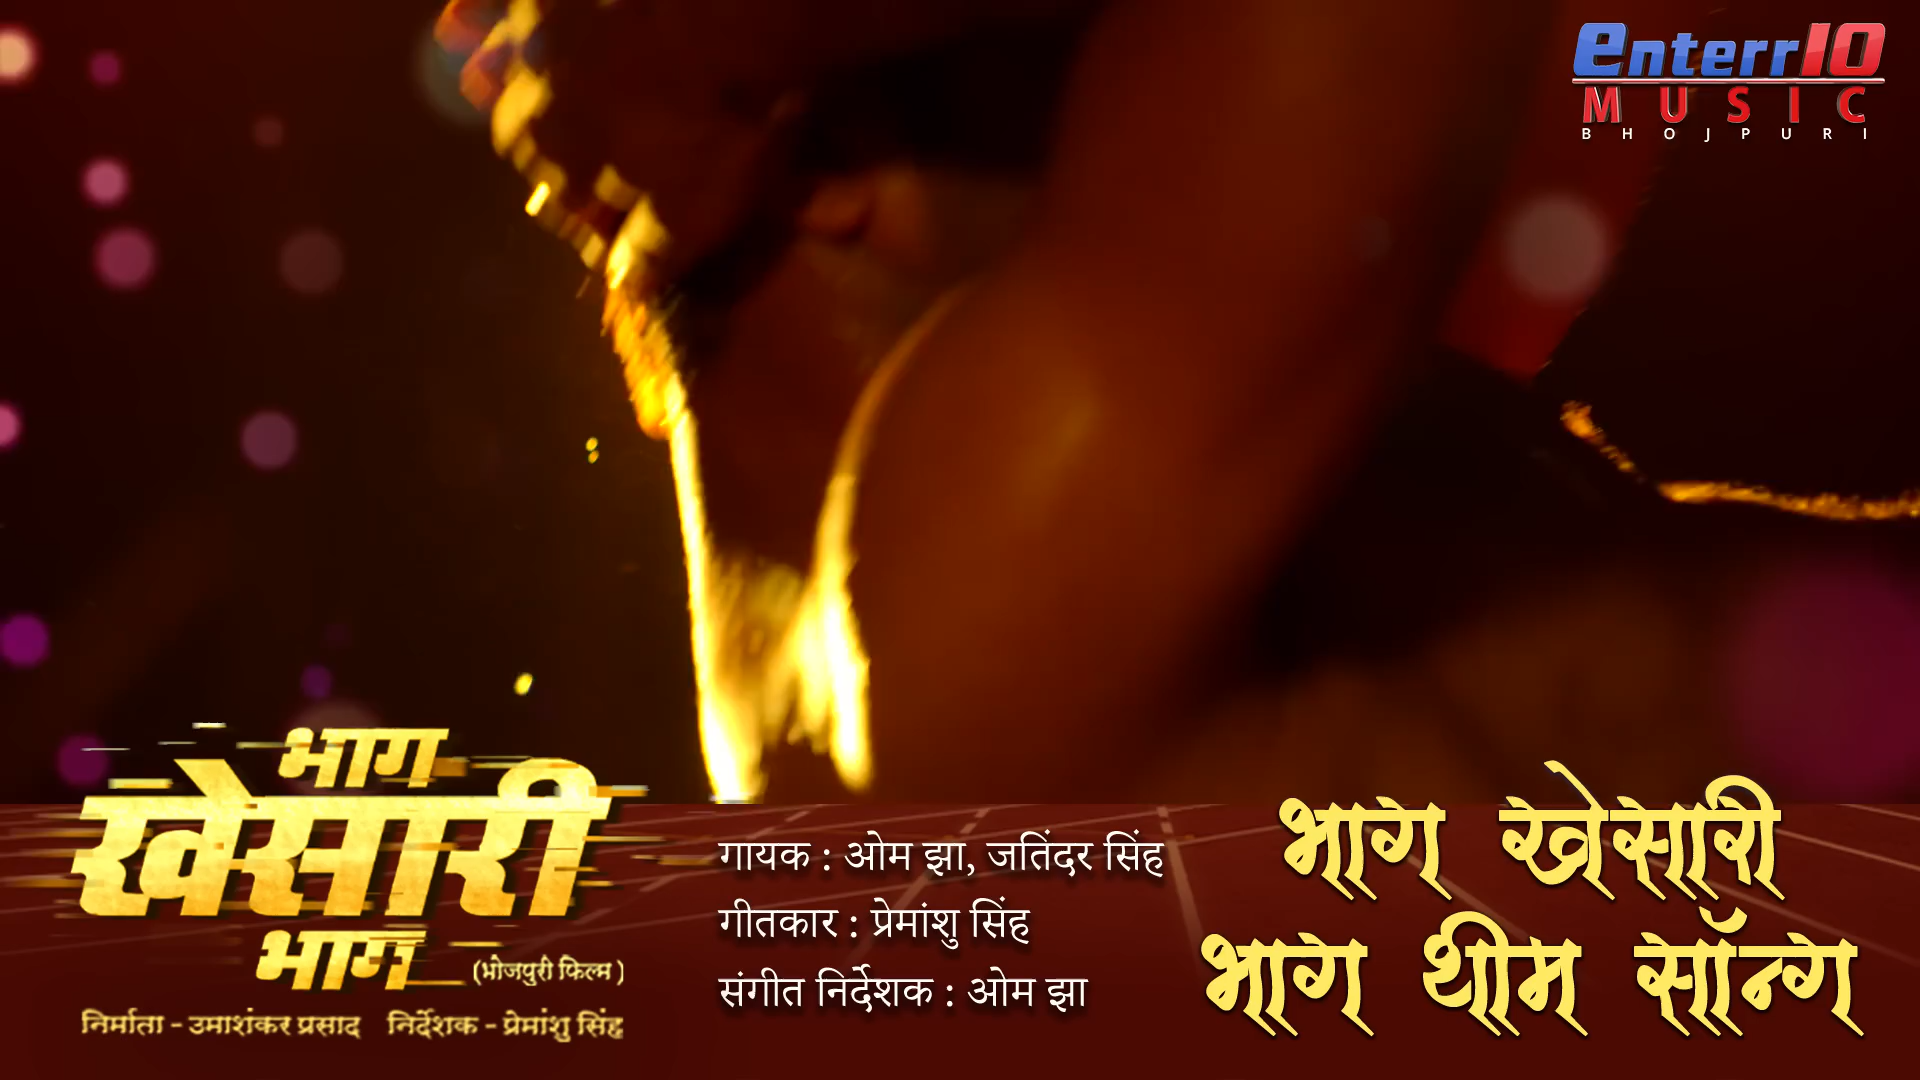 enterr10
MUSIC
BHOJPURI
भाग
खेसारी
भाग
(भोजपुरी फिल्म)
निर्माता - उमाशंकर प्रसाद निर्देशक - प्रेमांशु सिंह
गायक : ओम झा, जतिंदर सिंह
गीतकार : प्रेमांशु सिंह
संगीत निर्देशक : ओम झा
भाग खेसारी
भाग थीम सॉन्ग